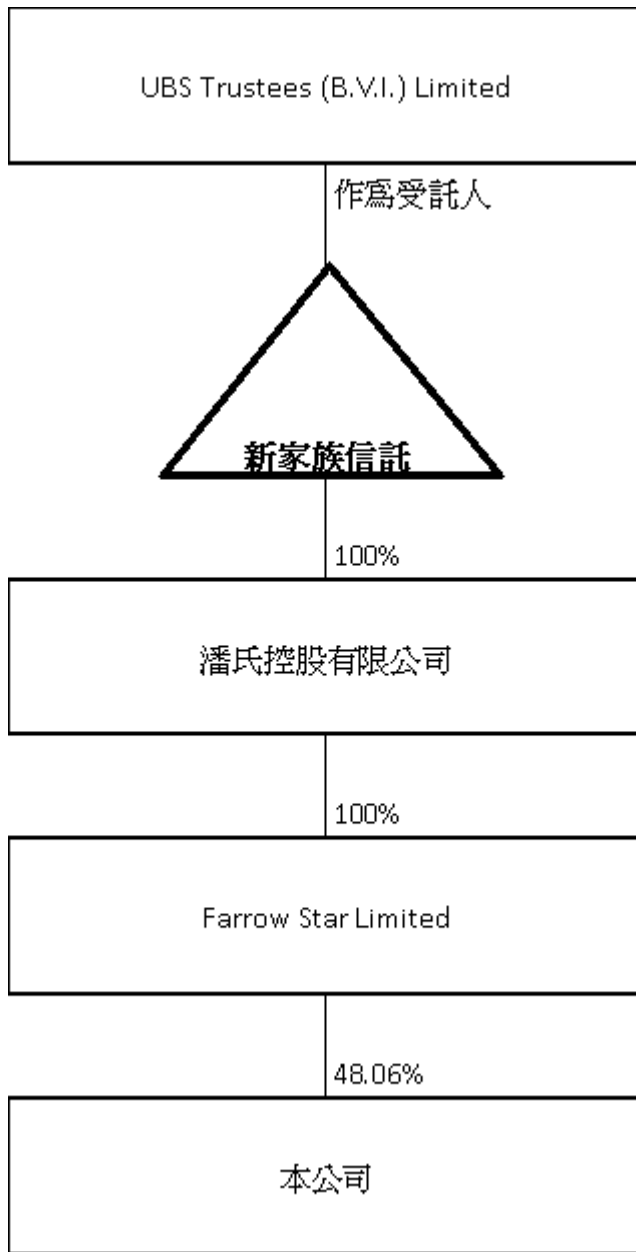 UBS Trustees (B.V.I.) Limited
作爲受託人
新家族信託
100%
潘氏控股有限公司
100%
Farrow Star Limited
48.06%
本公司